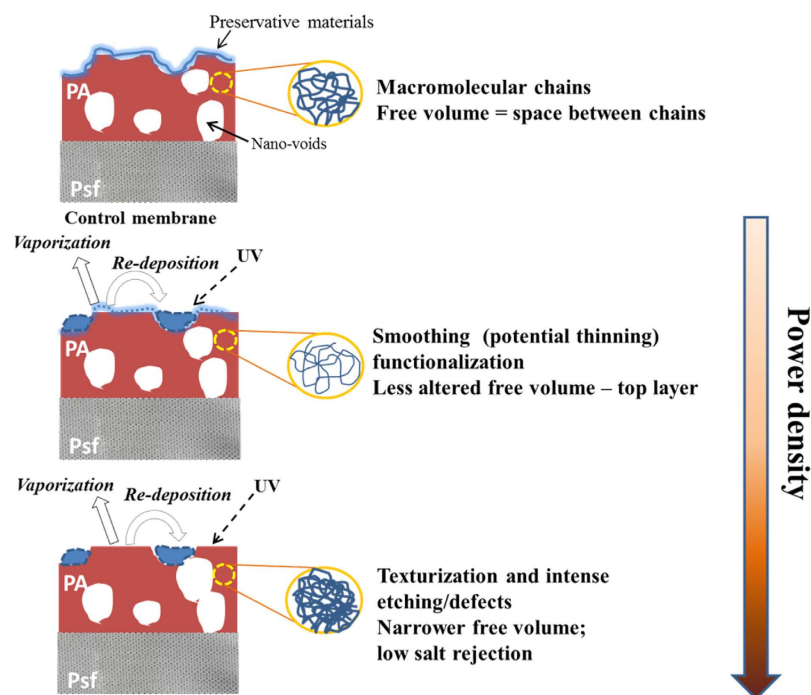 Preservative materials
PA
Macromolecular chains
Free volume = space between chains
Nano-voids
Psf
Control membrane
Vaporization
Re-deposition
UV
PA
Smoothing (potential thinning)
functionalization
Less altered free volume – top layer
Psf
Vaporization
Re-deposition
UV
PA
Texturization and intense
etching/defects
Narrower free volume;
low salt rejection
Psf
Power density